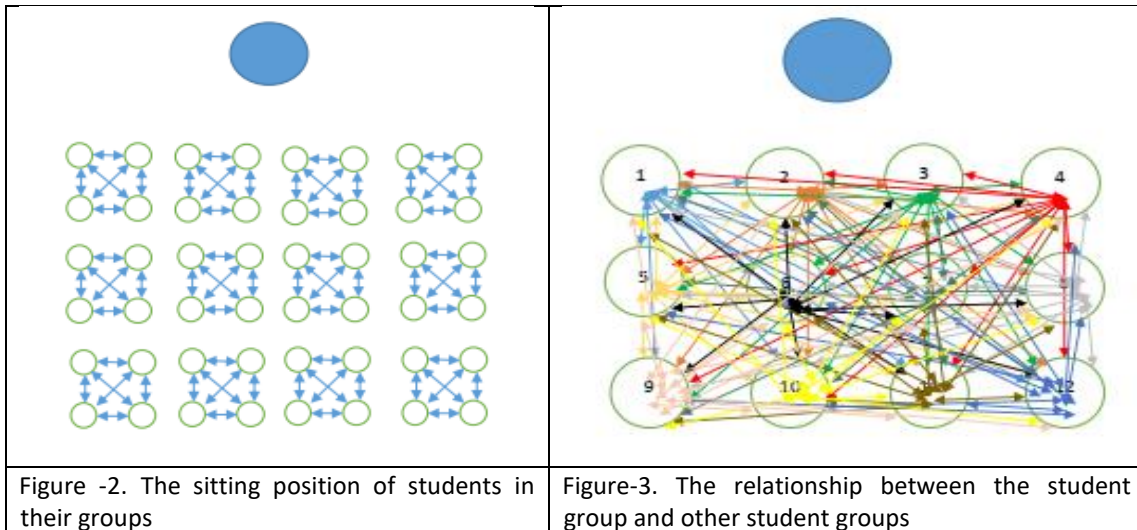 1
2
3
4
5
9
10
12
Figure -2. The sitting position of students in
their groups
Figure-3. The relationship between the student
group and other student groups